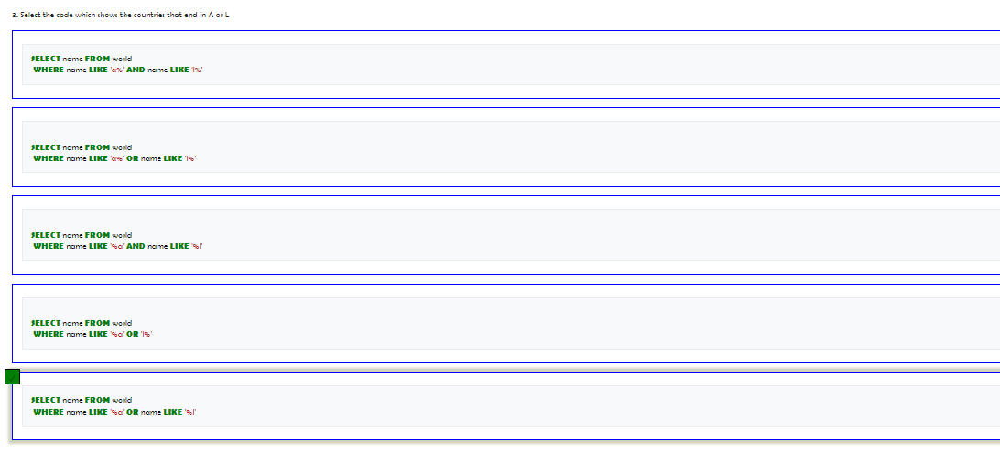 3. Select the code which shows the countries that end in A or L
SELECT name FROM world
WHERE name LIKE 'a%' AND name LIKE 'l%'
SELECT name FROM world
WHERE name LIKE 'a%' OR name LIKE 'l%'
SELECT name FROM world
WHERE name LIKE '%a' AND name LIKE '%l'
SELECT name FROM world
WHERE name LIKE '%a' OR 'l%'
SELECT name FROM world
WHERE name LIKE '%a' OR name LIKE '%l'